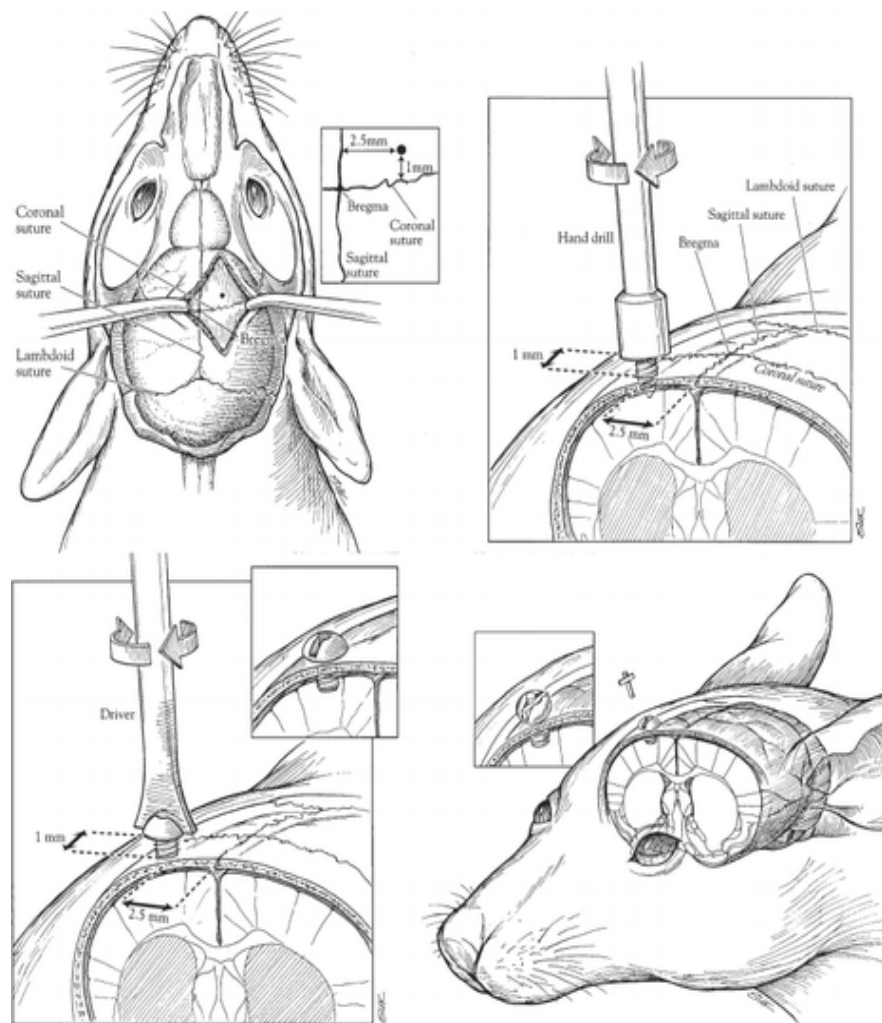 Coronal
suture
Sagittal
suture
Lambdoid
suture
2.5mm
1mm
Bregma
Coronal
suture
Sagittal
suture
Hand drill
Lambdoid suture
Sagittal suture
Bregma
1 mm
Coronal suture
2.5 mm
Driver
1 mm
2.5 mm